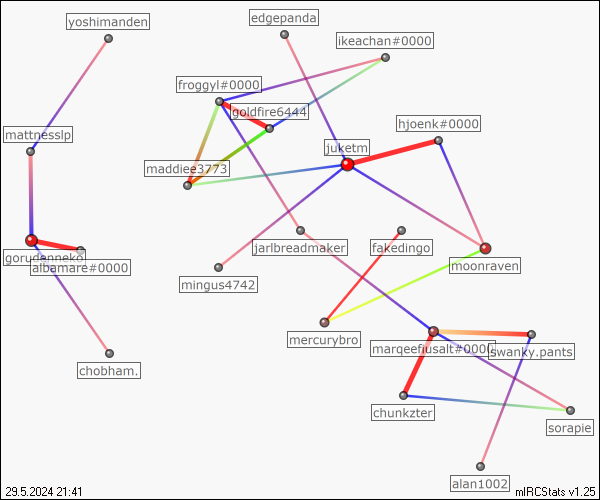 edgepanda
yoshimanden
ikeachan#0000
froggyl#0000
goldfire6444
hjoenk#0000
mattnesslp
juketm
maddiee3773
jarlbreadmaker
fakedingo
gorudenneko
albamare#0000
moonraven
mingus4742
mercurybro
marqeefiusalt#0000
swanky.pants
chobham.
chunkzter
sorapie
alan1002
29.5.2024 21:41
mIRCStats v1.25